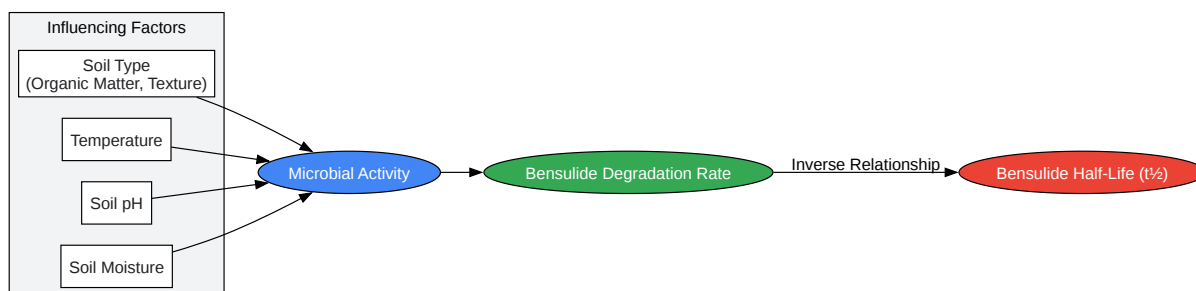 Influencing Factors
Soil Type
(Organic Matter, Texture)
Temperature
Soil pH
Soil Moisture
Microbial Activity
Bensulide Degradation Rate
Inverse Relationship
Bensulide Half-Life (t½)